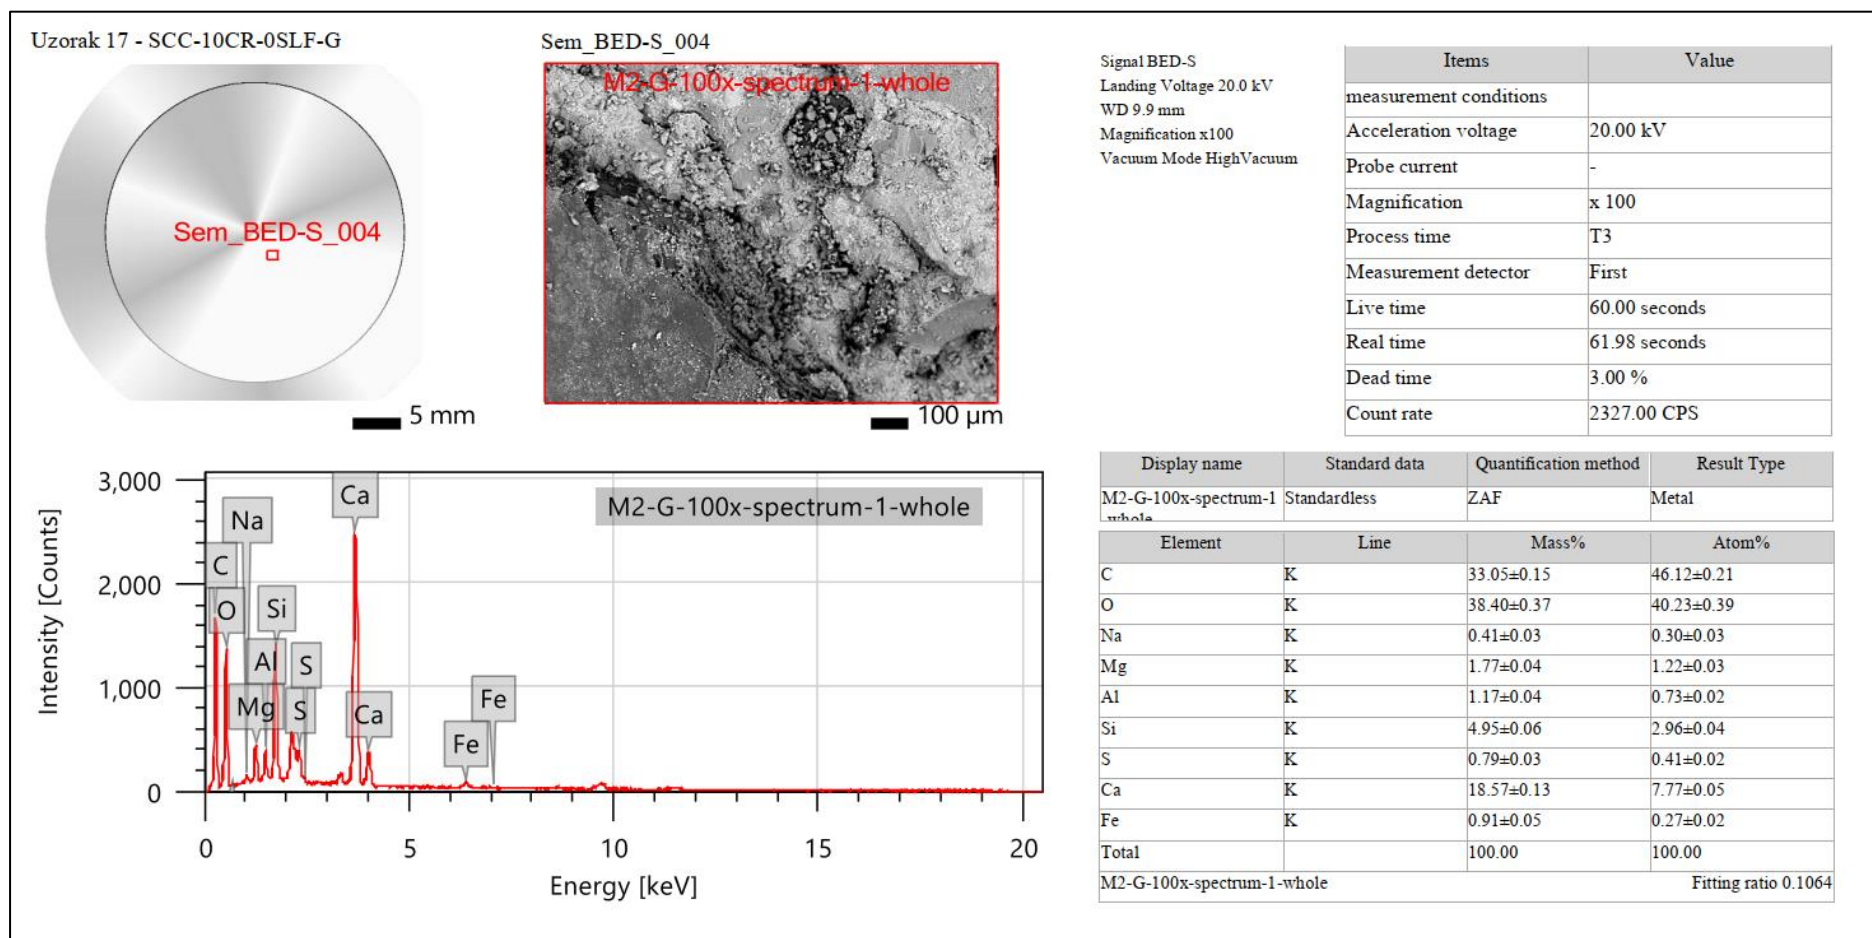 Uzorak 17 - SCC-10CR-0SLF-G
Sem_BED-S_004
5 mm
Sem_BED-S_004
M2-G-100x-spectrum-1-whole
100 µm
Signal BED-S
Landing Voltage 20.0 kV
WD 9.9 mm
Magnification x100
Vacuum Mode HighVacuum
Items Value
measurement conditions
Acceleration voltage 20.00 kV
Probe current -
Magnification x 100
Process time T3
Measurement detector First
Live time 60.00 seconds
Real time 61.98 seconds
Dead time 3.00 %
Count rate 2327.00 CPS
Intensity [Counts]
3,000
2,000
1,000
0
C
O
Na
Mg
Al
Si
S
S
Ca
Ca
Fe
Fe
M2-G-100x-spectrum-1-whole
0 5 10 15 20
Energy [keV]
Display name Standard data Quantification method Result Type
M2-G-100x-spectrum-1 Standardless ZAF Metal
-whole
Element Line Mass% Atom%
C K 33.05±0.15 46.12±0.21
O K 38.40±0.37 40.23±0.39
Na K 0.41±0.03 0.30±0.03
Mg K 1.77±0.04 1.22±0.03
Al K 1.17±0.04 0.73±0.02
Si K 4.95±0.06 2.96±0.04
S K 0.79±0.03 0.41±0.02
Ca K 18.57±0.13 7.77±0.05
Fe K 0.91±0.05 0.27±0.02
Total 100.00 100.00
M2-G-100x-spectrum-1-whole Fitting ratio 0.1064